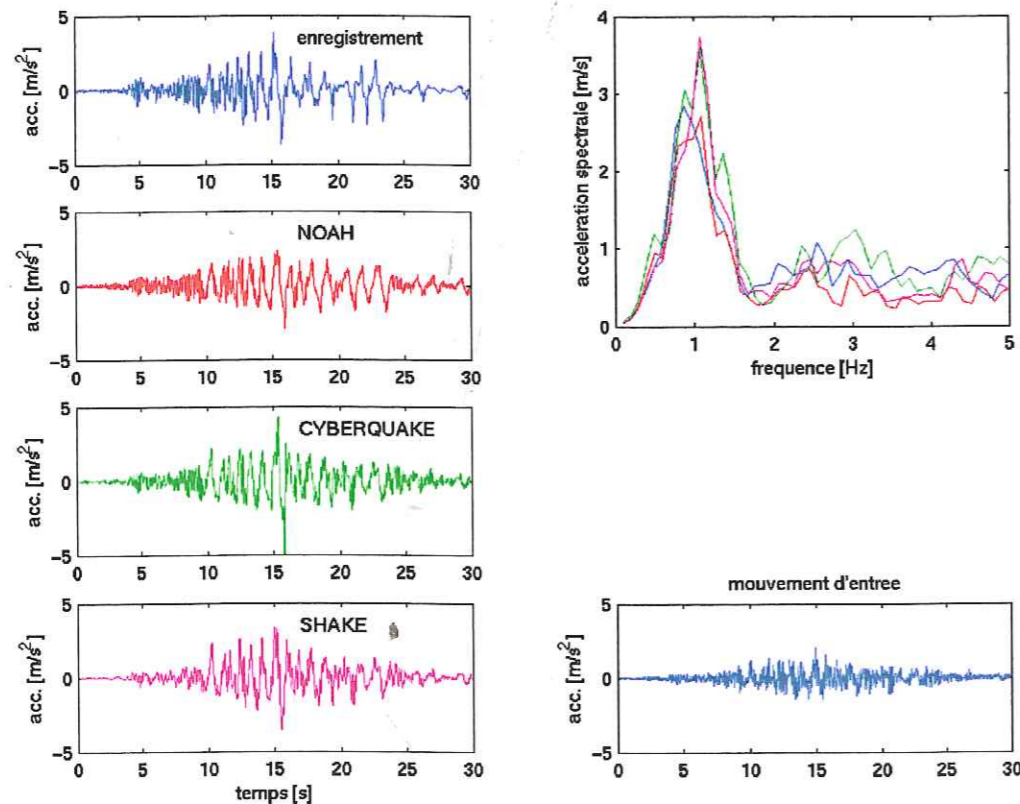 enregistrement
acc. [m/s²]
5
0
−5
0 5 10 15 20 25 30
NOAH
acc. [m/s²]
5
0
−5
0 5 10 15 20 25 30
CYBERQUAKE
acc. [m/s²]
5
0
−5
0 5 10 15 20 25 30
SHAKE
acc. [m/s²]
5
0
−5
0 5 10 15 20 25 30
temps [s]
acceleration spectrale [m/s]
4
3
2
1
0
0 1 2 3 4 5
frequence [Hz]
mouvement d'entree
acc. [m/s²]
5
0
−5
0 5 10 15 20 25 30